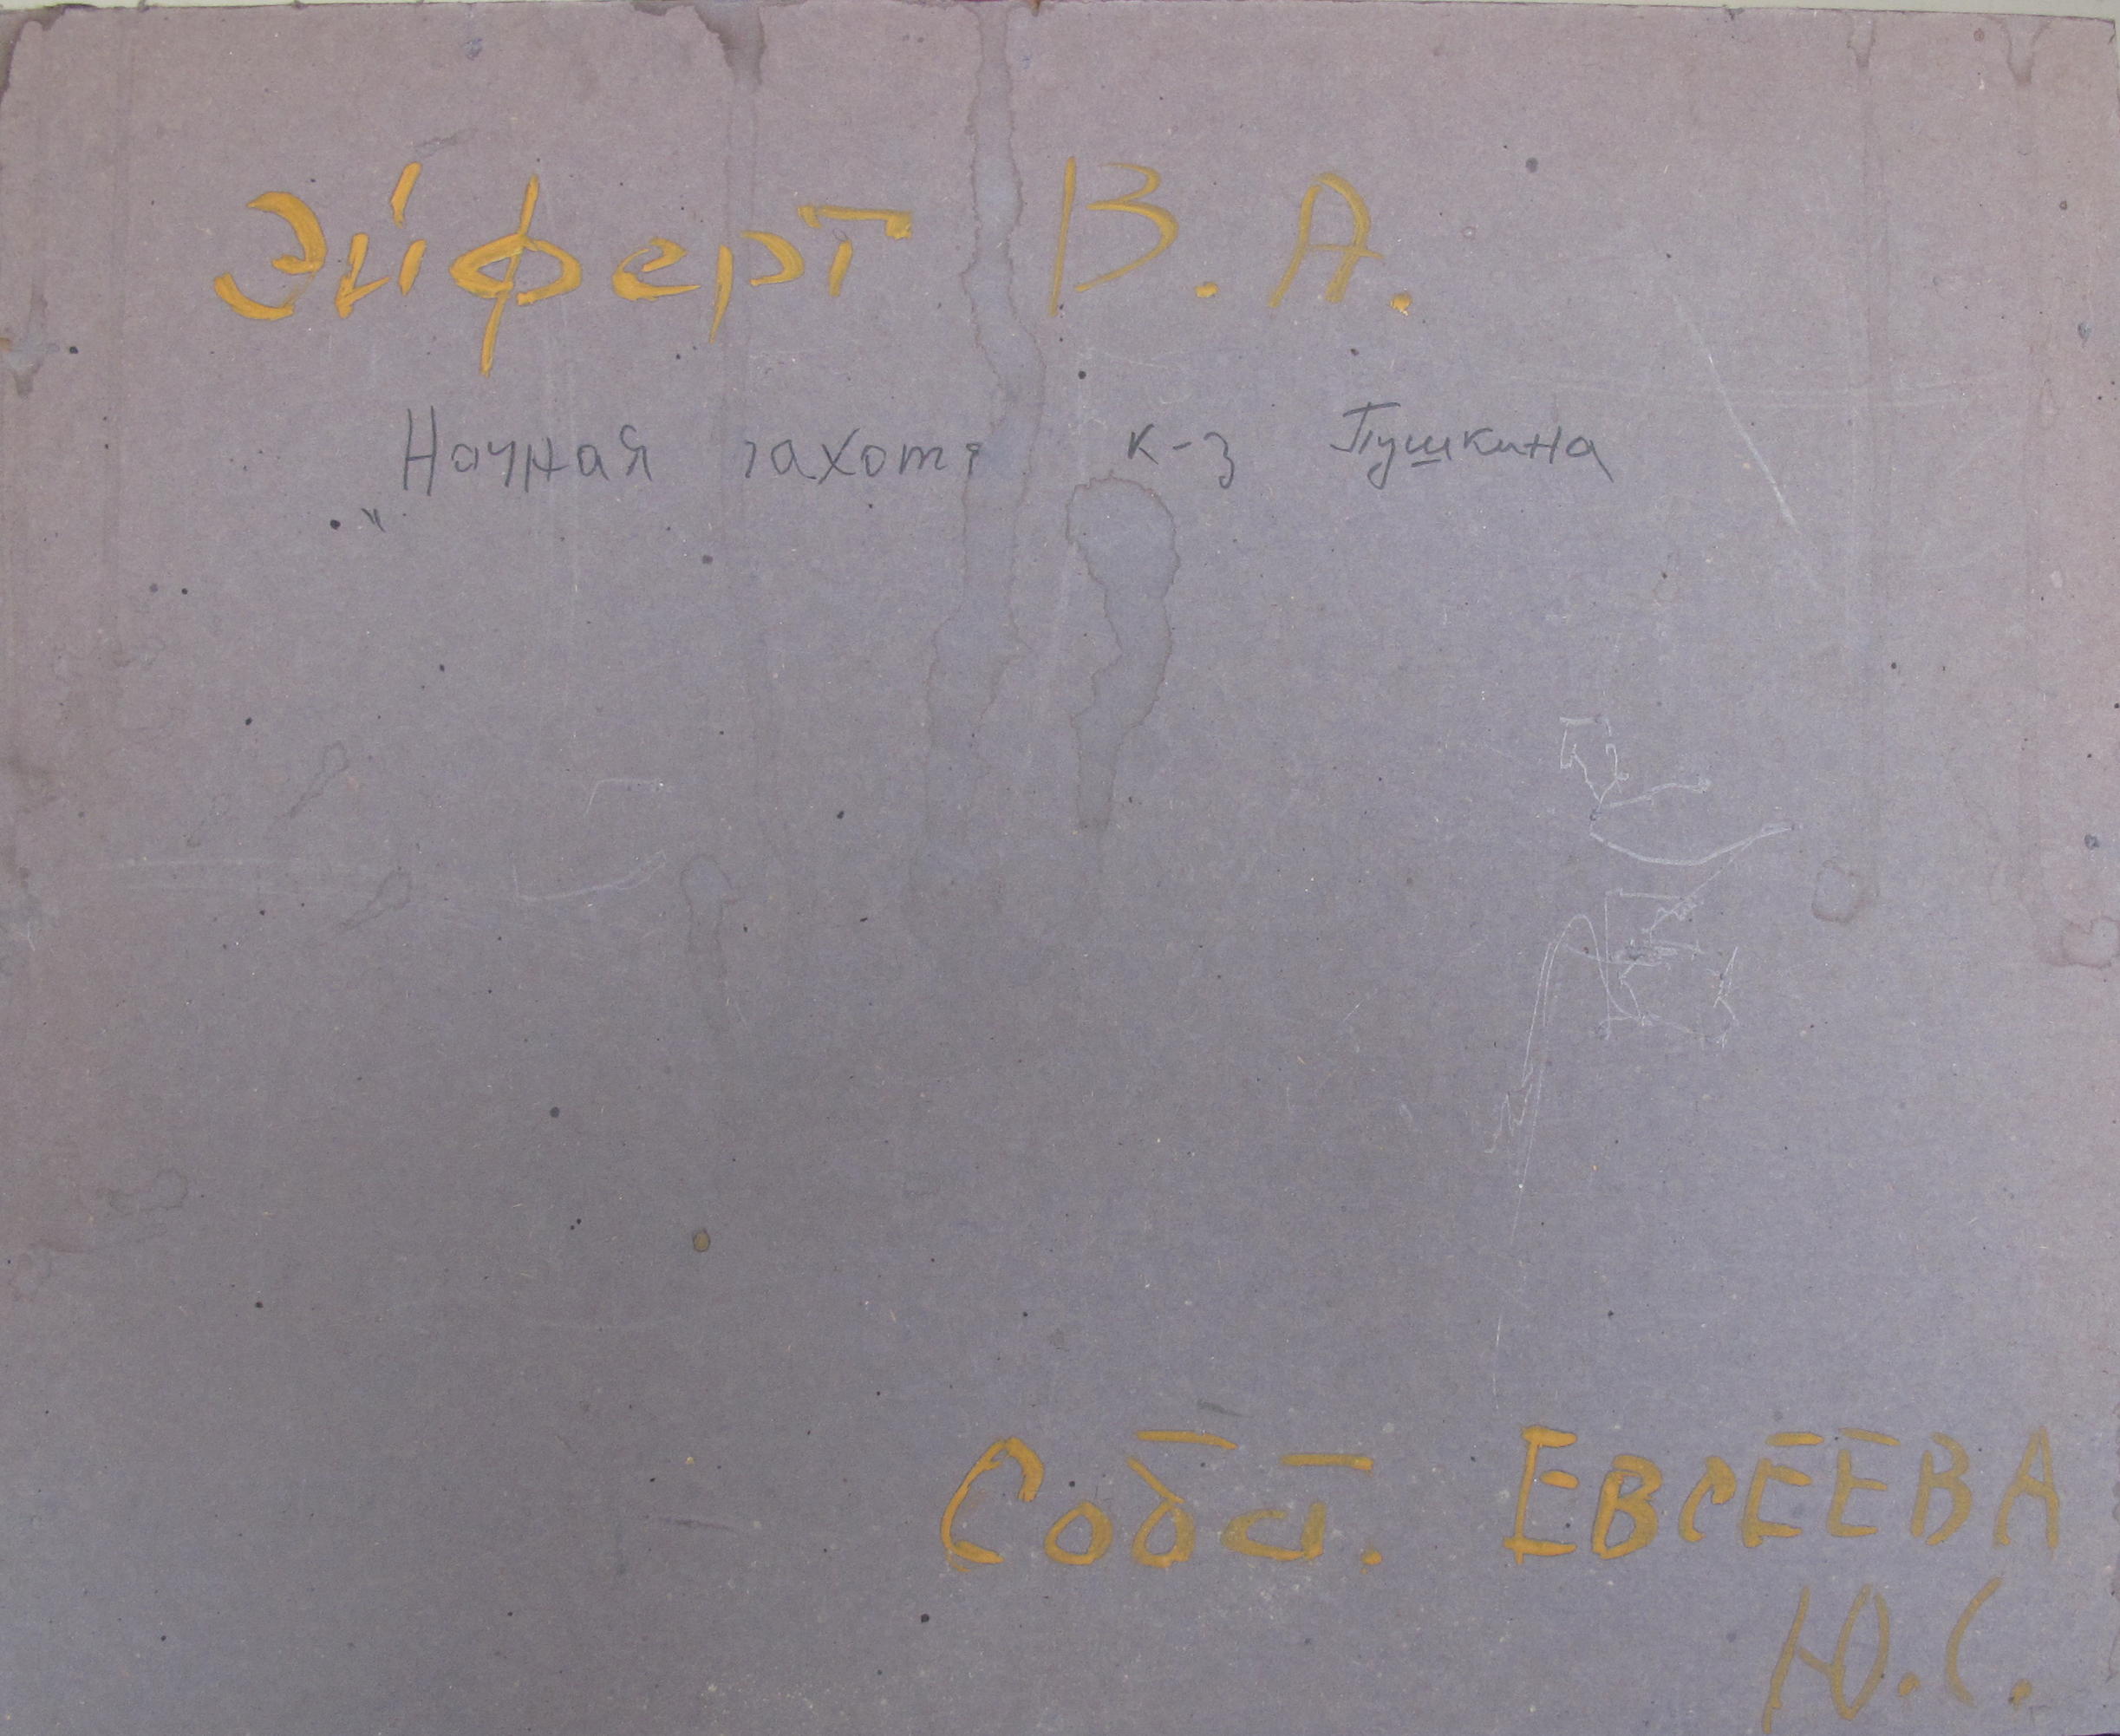 Эйферт В. А.
Ночная пахота к-з Пушкина
Собст. ЕВСЕЕВА
Ю.С.